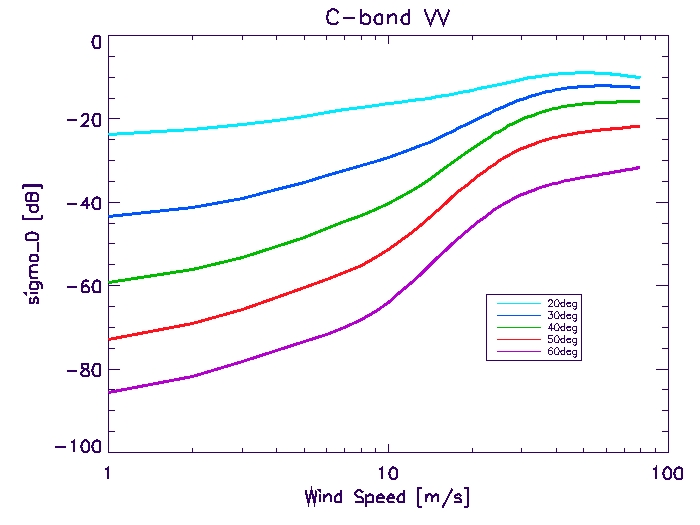 C-band VV
0
-20
-40
-60
-80
-100
sigma_0 [dB]
20deg
30deg
40deg
50deg
60deg
1
10
100
Wind Speed [m/s]